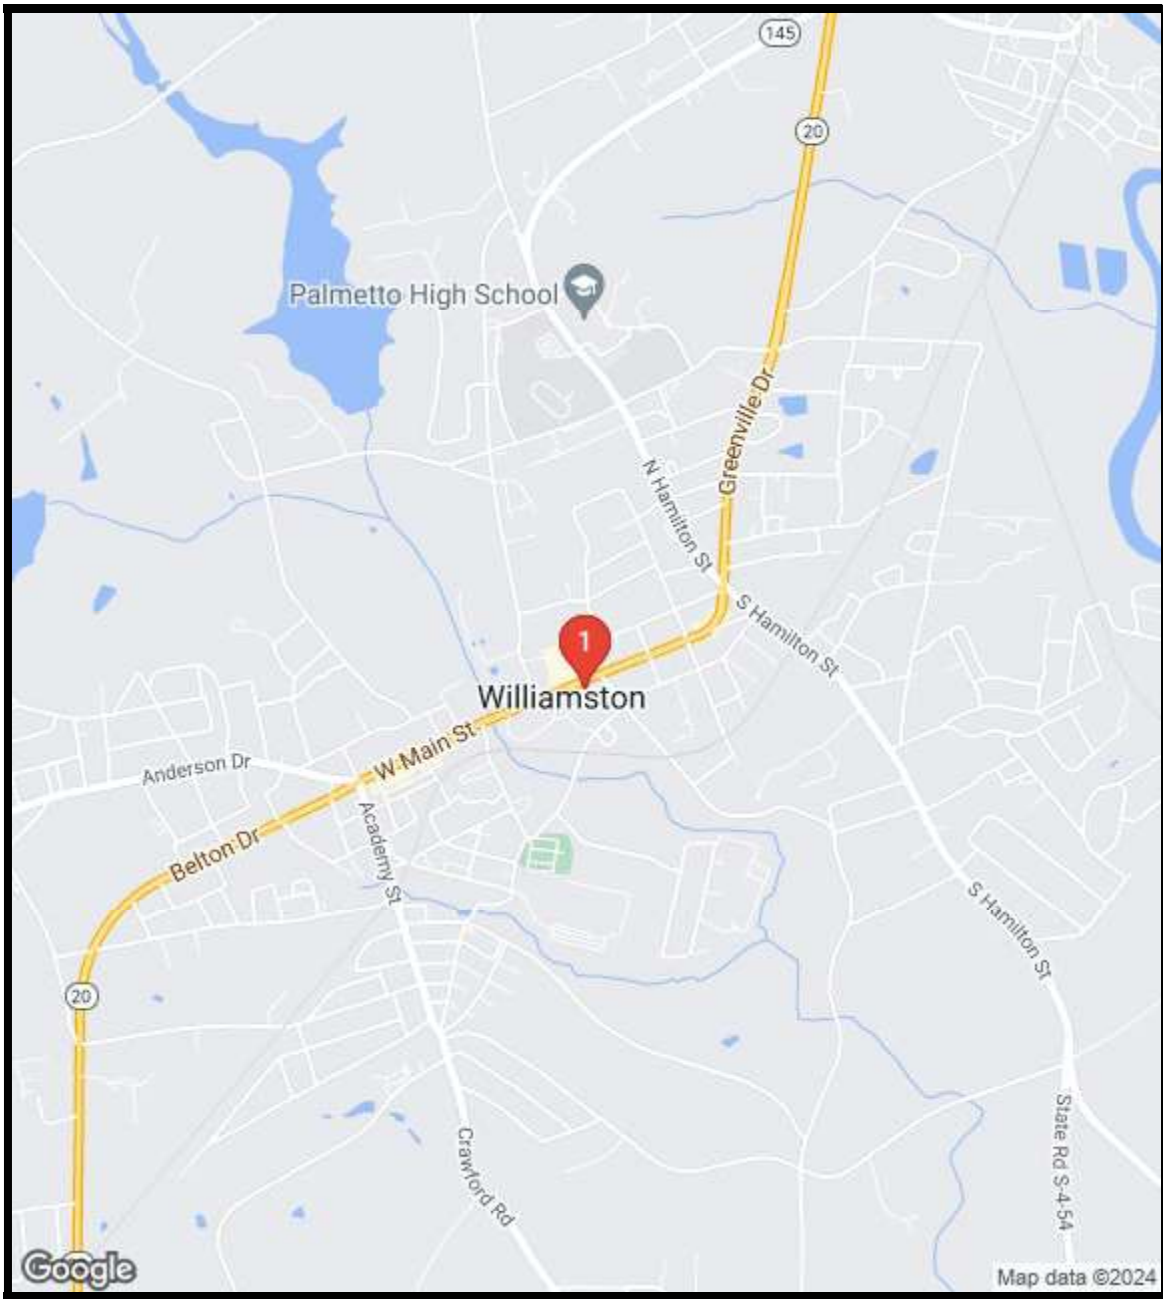 145
20
Palmetto High School
Greenville Dr
N Hamilton St
S Hamilton St
1
Williamston
W Main St
Anderson Dr
Belton Dr
Academy St
S Hamilton St
20
State Rd S-4-54
Crawford Rd
Google
Map data ©2024